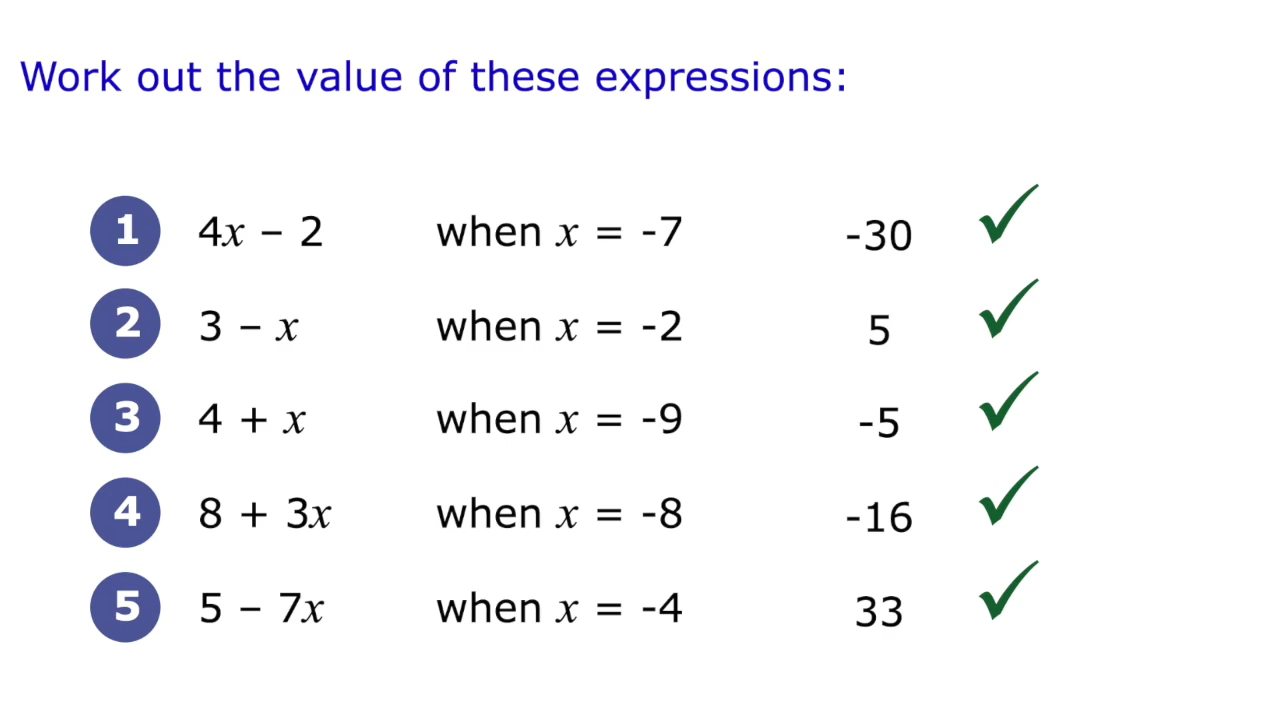 Work out the value of these expressions:
1 4x – 2 when x = -7 -30 ✓
2 3 – x when x = -2 5 ✓
3 4 + x when x = -9 -5 ✓
4 8 + 3x when x = -8 -16 ✓
5 5 – 7x when x = -4 33 ✓